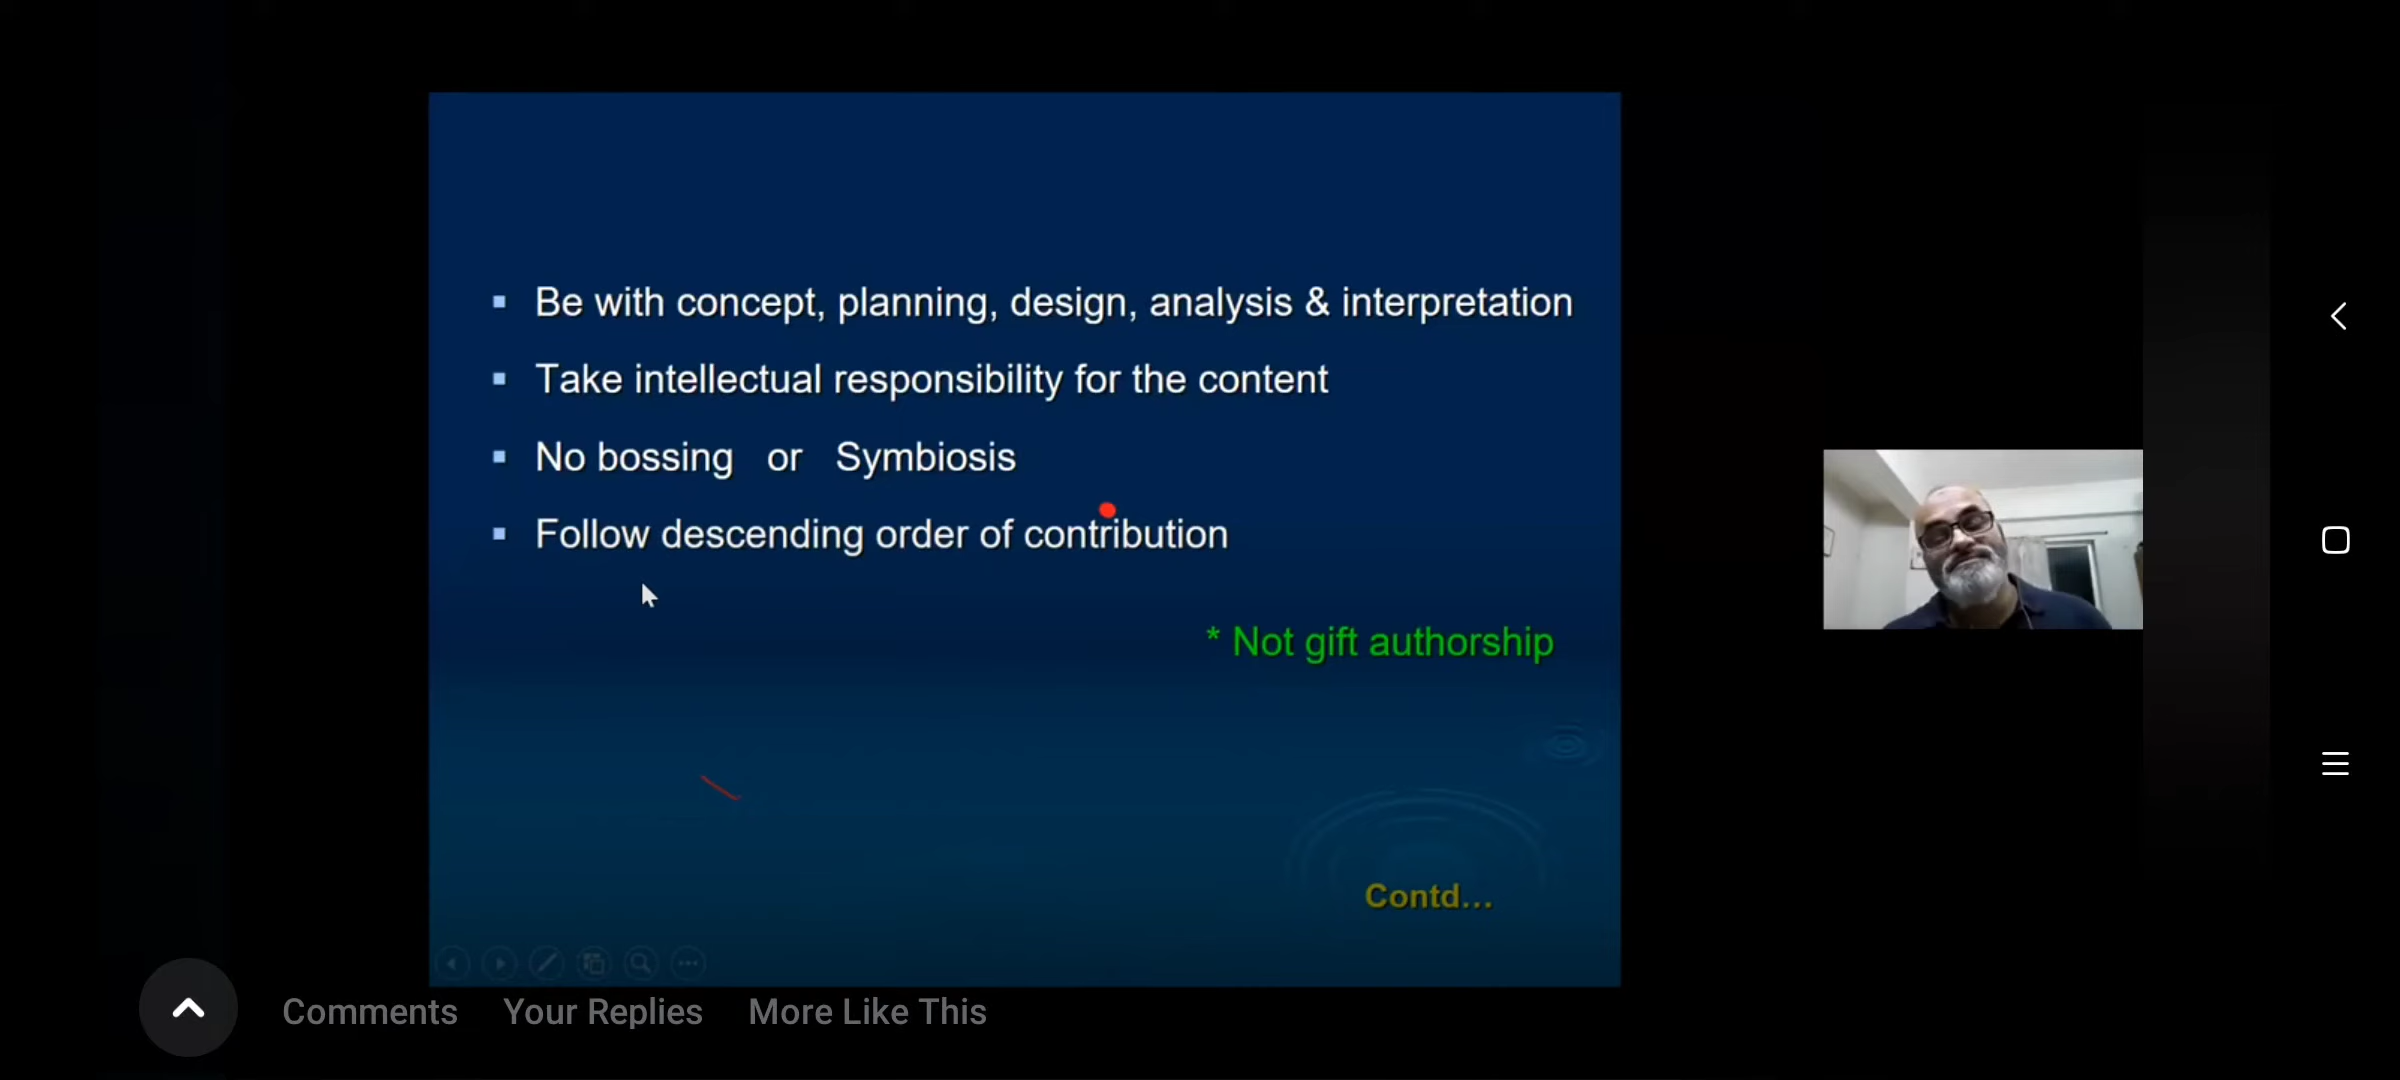 Be with concept, planning, design, analysis & interpretation
Take intellectual responsibility for the content
No bossing or Symbiosis
Follow descending order of contribution
* Not gift authorship
Contd...
Comments Your Replies More Like This